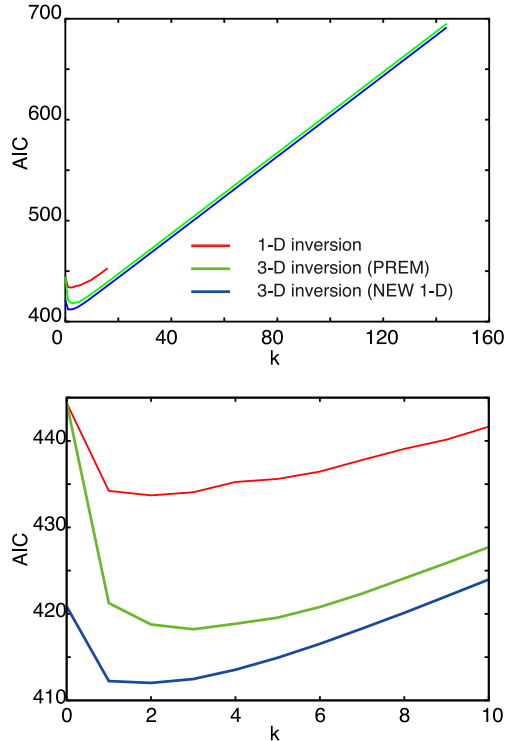 700
600
500
400
AIC
1-D inversion
3-D inversion (PREM)
3-D inversion (NEW 1-D)
0 40 80 120 160
k
440
430
420
410
AIC
0 2 4 6 8 10
k